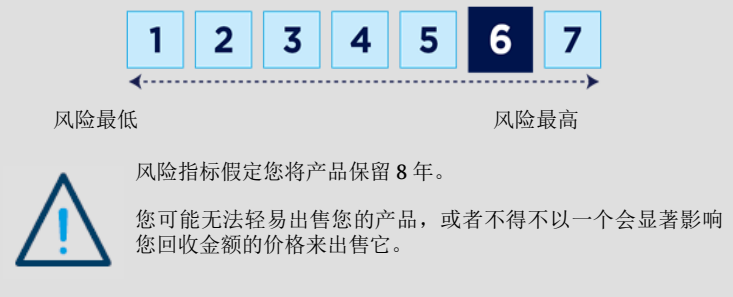 1 2 3 4 5 6 7
风险最低 风险最高
风险指标假定您将产品保留 8 年。
您可能无法轻易出售您的产品，或者不得不以一个会显著影响
您回收金额的价格来出售它。